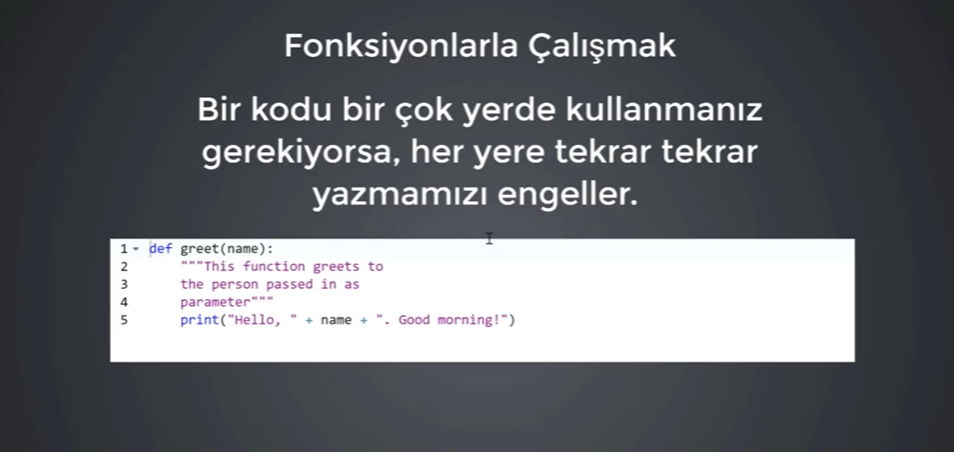 Fonksiyonlarla Çalışmak
Bir kodu bir çok yerde kullanmanız
gerekiyorsa, her yere tekrar tekrar
yazmamızı engeller.
1 def greet(name):
2 """This function greets to
3 the person passed in as
4 parameter"""
5 print("Hello, " + name + ". Good morning!")